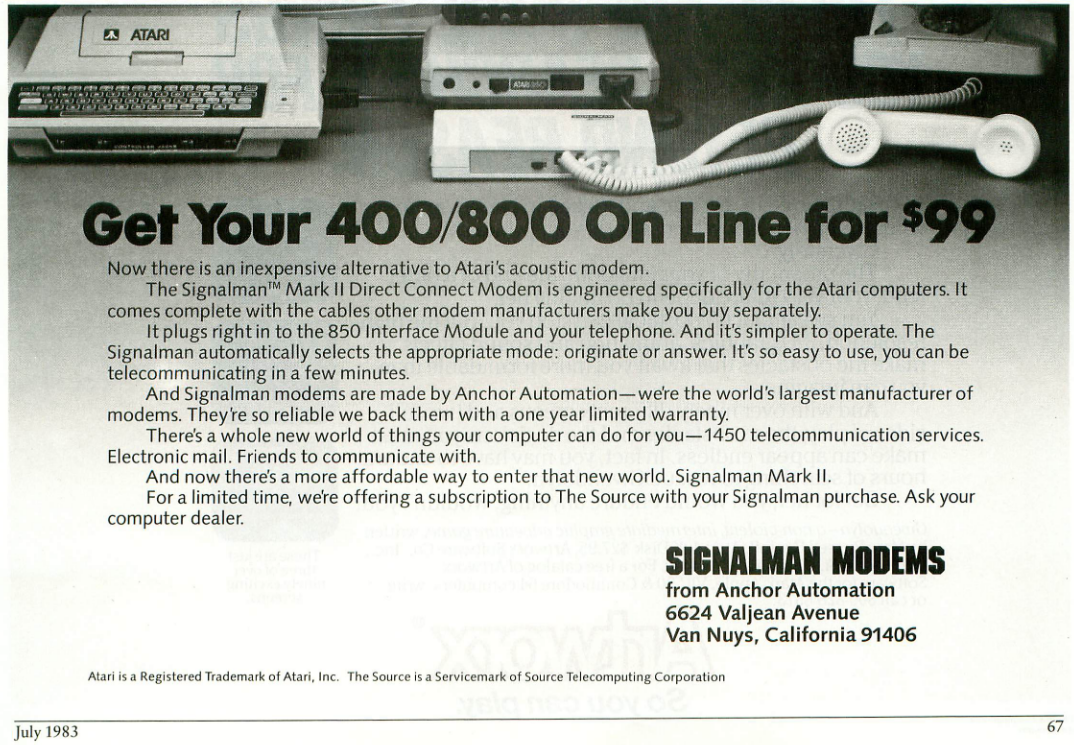 ATARI
ATARI 850
SIGNALMAN
CONTROLLER JACKS
Get Your 400/800 On Line for $99
Now there is an inexpensive alternative to Atari's acoustic modem.
The Signalman™ Mark II Direct Connect Modem is engineered specifically for the Atari computers. It
comes complete with the cables other modem manufacturers make you buy separately.
It plugs right in to the 850 Interface Module and your telephone. And it's simpler to operate. The
Signalman automatically selects the appropriate mode: originate or answer. It's so easy to use, you can be
telecommunicating in a few minutes.
And Signalman modems are made by Anchor Automation—we're the world's largest manufacturer of
modems. They're so reliable we back them with a one year limited warranty.
There's a whole new world of things your computer can do for you—1450 telecommunication services.
Electronic mail. Friends to communicate with.
And now there's a more affordable way to enter that new world. Signalman Mark II.
For a limited time, we're offering a subscription to The Source with your Signalman purchase. Ask your
computer dealer.
SIGNALMAN MODEMS
from Anchor Automation
6624 Valjean Avenue
Van Nuys, California 91406
Atari is a Registered Trademark of Atari, Inc. The Source is a Servicemark of Source Telecomputing Corporation
July 1983
67